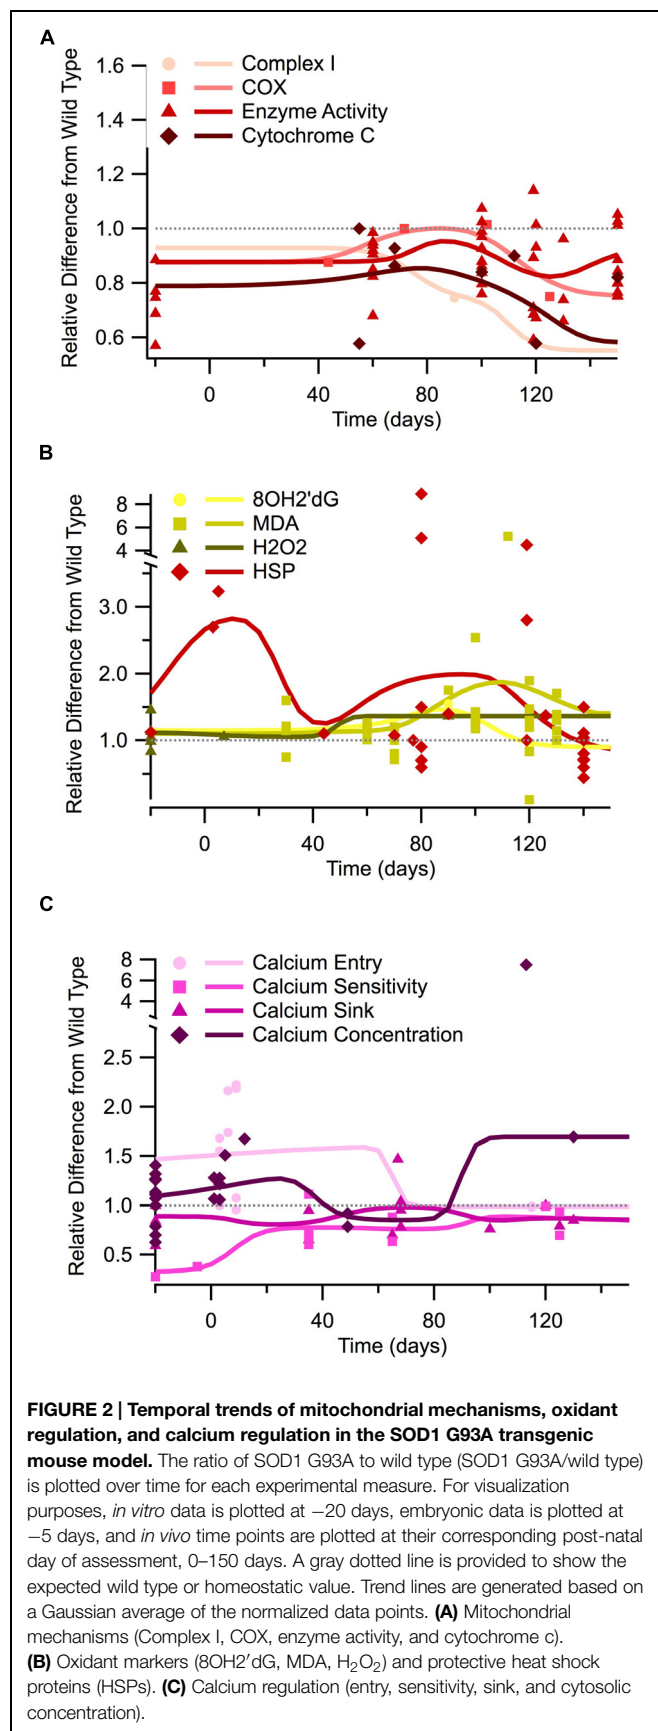 A
Relative Difference from Wild Type
1.6
1.4
1.2
1.0
0.8
0.6
Complex I
COX
Enzyme Activity
Cytochrome C
0 40 80 120
Time (days)
B
Relative Difference from Wild Type
8
6
4
3.0
2.0
1.0
8OH2'dG
MDA
H2O2
HSP
0 40 80 120
Time (days)
C
Relative Difference from Wild Type
8
6
4
2.5
2.0
1.5
1.0
0.5
Calcium Entry
Calcium Sensitivity
Calcium Sink
Calcium Concentration
0 40 80 120
Time (days)
FIGURE 2 | Temporal trends of mitochondrial mechanisms, oxidant
regulation, and calcium regulation in the SOD1 G93A transgenic
mouse model. The ratio of SOD1 G93A to wild type (SOD1 G93A/wild type)
is plotted over time for each experimental measure. For visualization
purposes, in vitro data is plotted at −20 days, embryonic data is plotted at
−5 days, and in vivo time points are plotted at their corresponding post-natal
day of assessment, 0–150 days. A gray dotted line is provided to show the
expected wild type or homeostatic value. Trend lines are generated based on
a Gaussian average of the normalized data points. (A) Mitochondrial
mechanisms (Complex I, COX, enzyme activity, and cytochrome c).
(B) Oxidant markers (8OH2′dG, MDA, H₂O₂) and protective heat shock
proteins (HSPs). (C) Calcium regulation (entry, sensitivity, sink, and cytosolic
concentration).